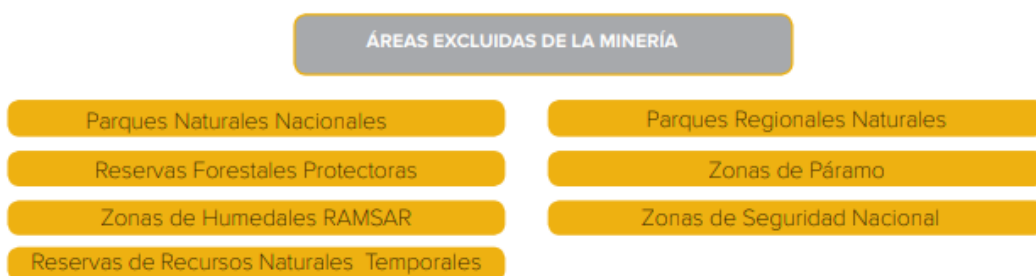 ÁREAS EXCLUIDAS DE LA MINERÍA
Parques Naturales Nacionales
Parques Regionales Naturales
Reservas Forestales Protectoras
Zonas de Páramo
Zonas de Humedales RAMSAR
Zonas de Seguridad Nacional
Reservas de Recursos Naturales Temporales